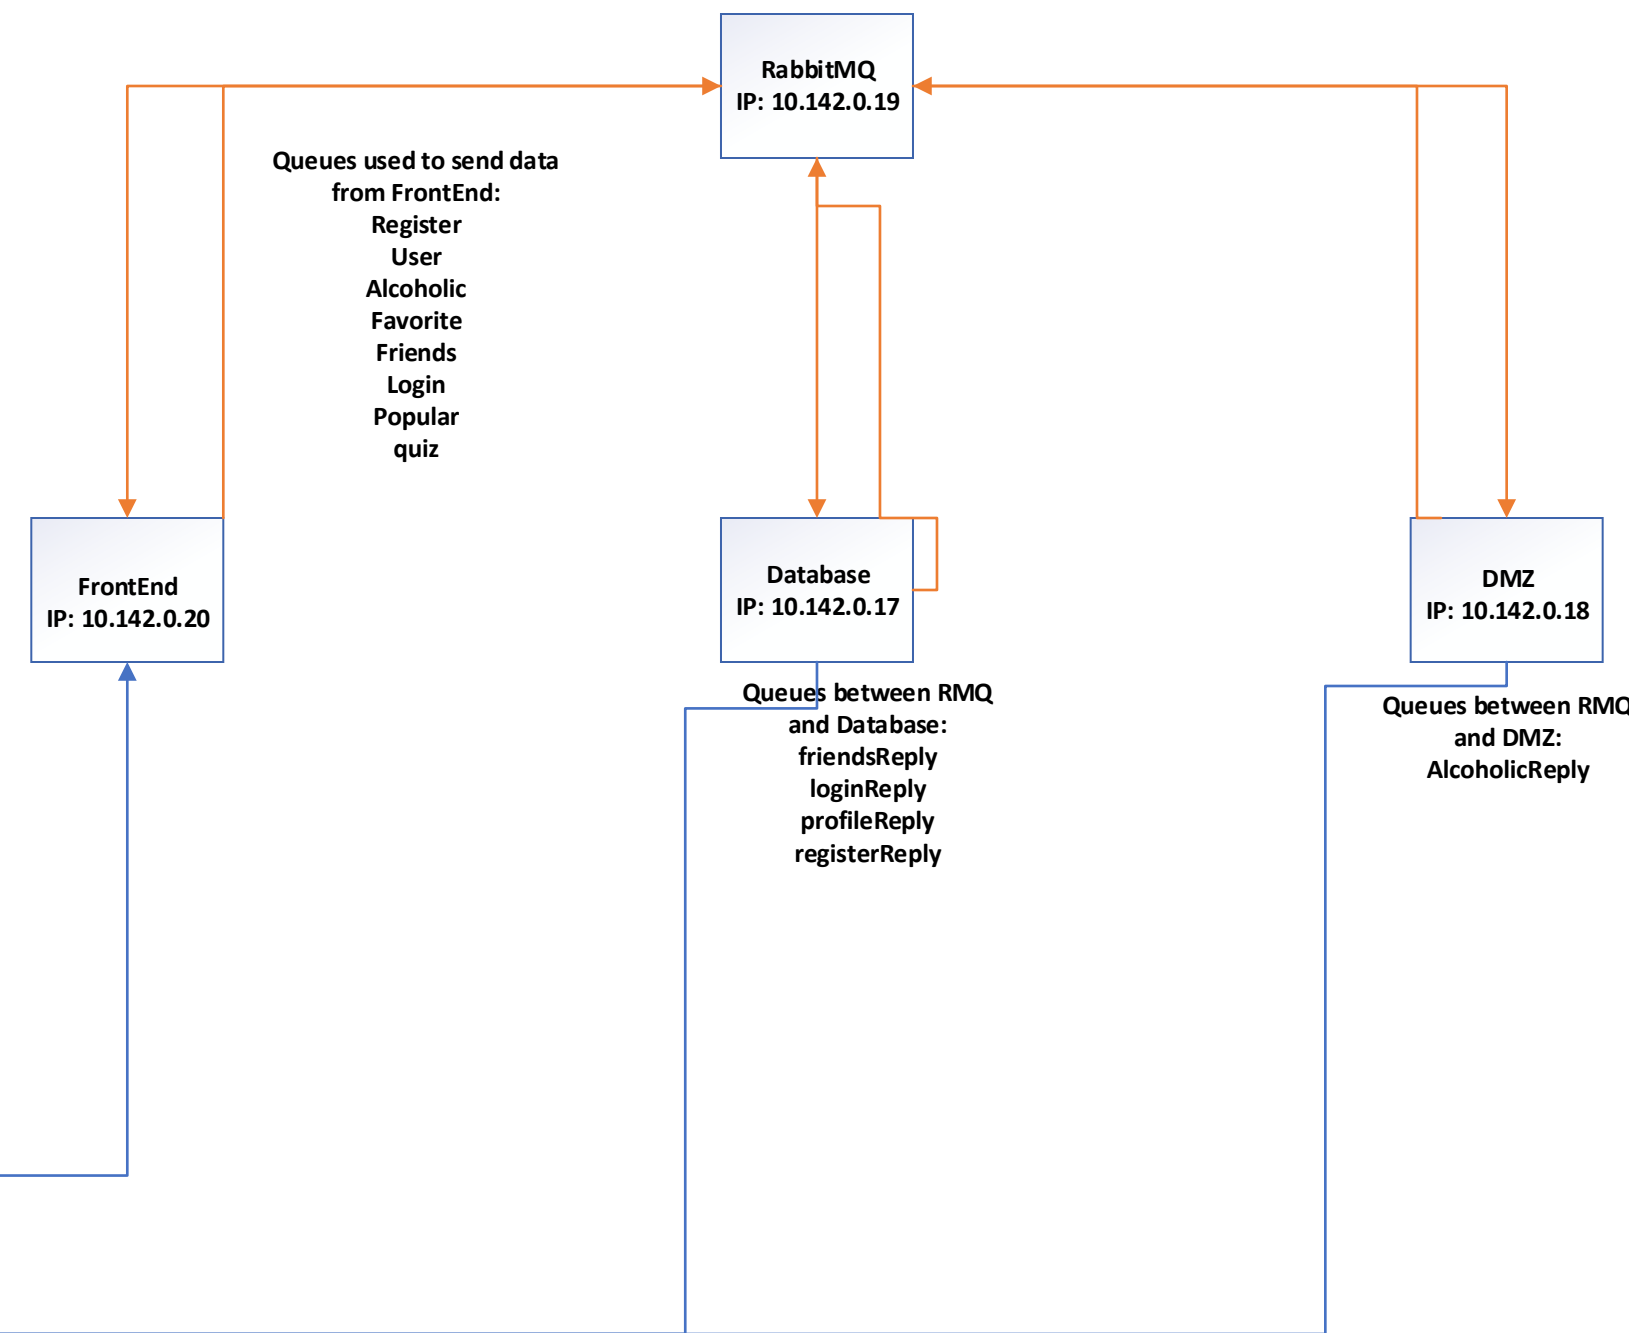 RabbitMQ
IP: 10.142.0.19
Queues used to send data
from FrontEnd:
Register
User
Alcoholic
Favorite
Friends
Login
Popular
quiz
FrontEnd
IP: 10.142.0.20
Database
IP: 10.142.0.17
DMZ
IP: 10.142.0.18
Queues between RMQ
and Database:
friendsReply
loginReply
profileReply
registerReply
Queues between RMQ
and DMZ:
AlcoholicReply